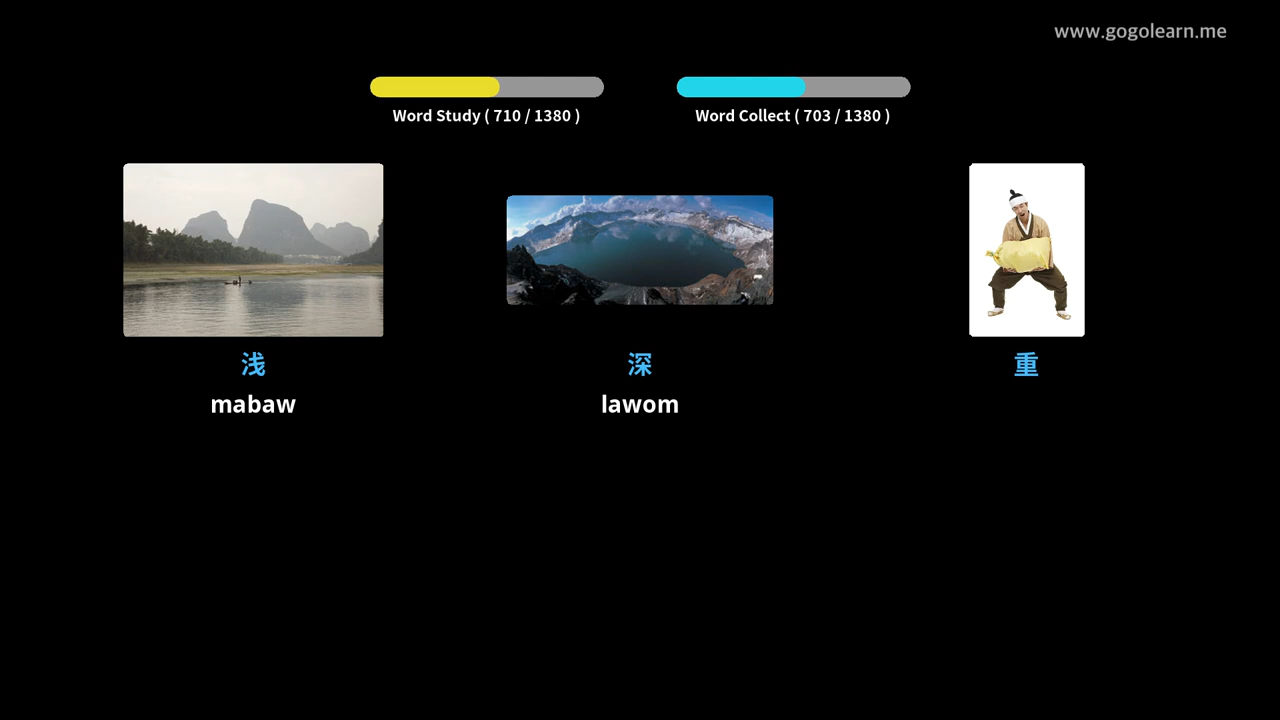 www.gogolearn.me
Word Study ( 710 / 1380 )
Word Collect ( 703 / 1380 )
浅
深
重
mabaw
lawom